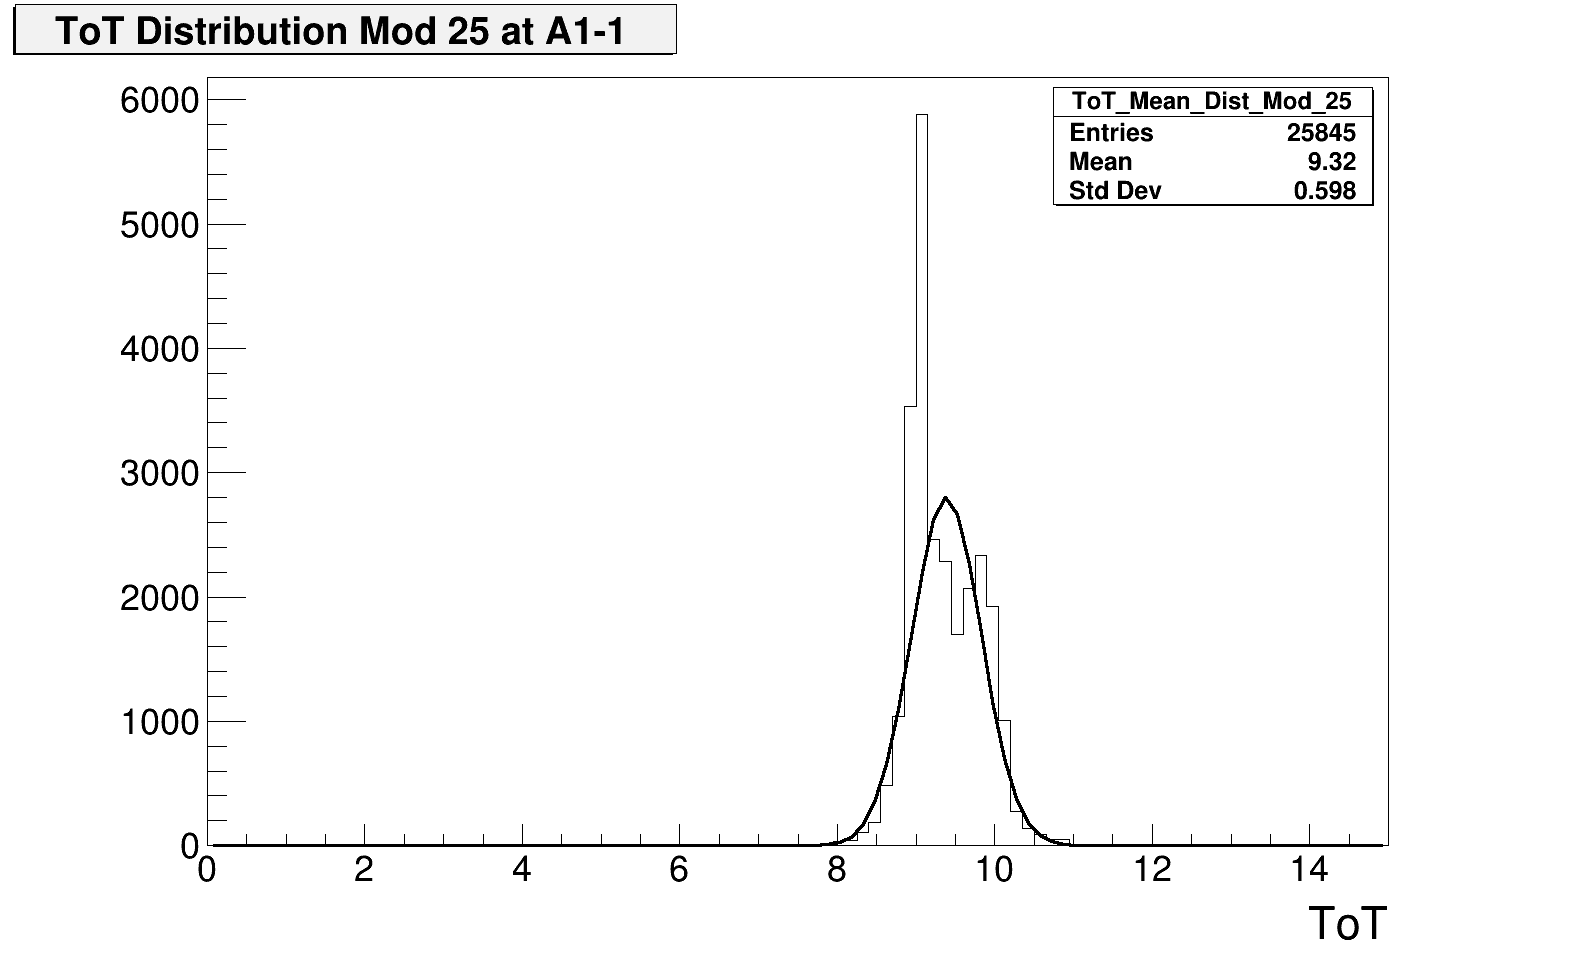 ToT Distribution Mod 25 at A1-1
ToT_Mean_Dist_Mod_25
Entries 25845
Mean 9.32
Std Dev 0.598
6000
5000
4000
3000
2000
1000
0
0 2 4 6 8 10 12 14
ToT